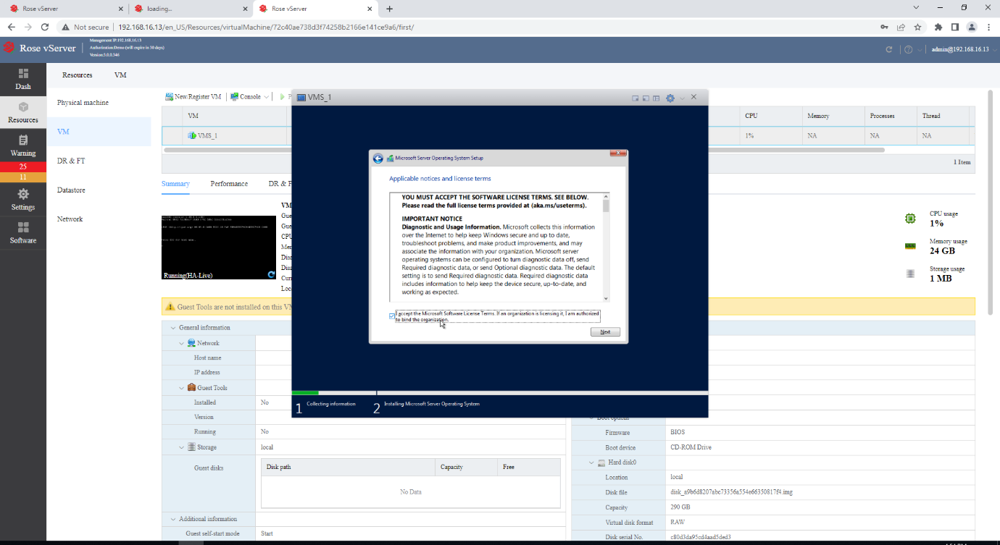 Rose vServer
loading...
Rose vServer
Not secure
192.168.16.13/en_US/Resources/virtualMachine/72c40ae738d3f74258b2166e141ce9a6/first/
Rose vServer
Management IP:192.168.16.13
Authorization:Demo (will expire in 30 days)
Version:3.0.0.346
admin@192.168.16.13
Dash
Resources
Warning
25
11
Settings
Software
Resources
VM
Physical machine
VM
DR & FT
Datastore
Network
New/Register VM
Console
P
VM
CPU
Memory
Processes
Thread
VMS_1
1%
NA
NA
NA
1 Item
Summary
Performance
DR & F
VM
Gue
Gue
CPU
Mer
Disa
Disa
Curr
Loca
Running(HA-Live)
CPU usage
1%
Memory usage
24 GB
Storage usage
1 MB
Guest Tools are not installed on this VM
VMS_1
Microsoft Server Operating System Setup
Applicable notices and license terms
YOU MUST ACCEPT THE SOFTWARE LICENSE TERMS. SEE BELOW.
Please read the full license terms provided at (aka.ms/useterms).
IMPORTANT NOTICE
Diagnostic and Usage Information. Microsoft collects this information
over the Internet to help keep Windows secure and up to date,
troubleshoot problems, and make product improvements, and may
associate the information with your organization. Microsoft server
operating systems can be configured to turn diagnostic data off, send
Required diagnostic data, or send Optional diagnostic data. The default
setting is to send Required diagnostic data. Required diagnostic data
includes information to help keep the device secure, up-to-date, and
working as expected.
I accept the Microsoft Software License Terms. If an organization is licensing it, I am authorized
to bind the organization.
Next
1 Collecting information
2 Installing Microsoft Server Operating System
General information
Network
Host name
IP address
Guest Tools
Installed
No
Version
Running
No
Storage
local
Guest disks
Disk path
Capacity
Free
No Data
Additional information
Guest self-start mode
Start
Boot options
Firmware
BIOS
Boot device
CD-ROM Drive
Hard disk0
Location
local
Disk file
disk_a9b6d8207abc73356a554e66350817f4.img
Capacity
290 GB
Virtual disk format
RAW
Disk serial No.
c80d3da95cd4aad5ded3